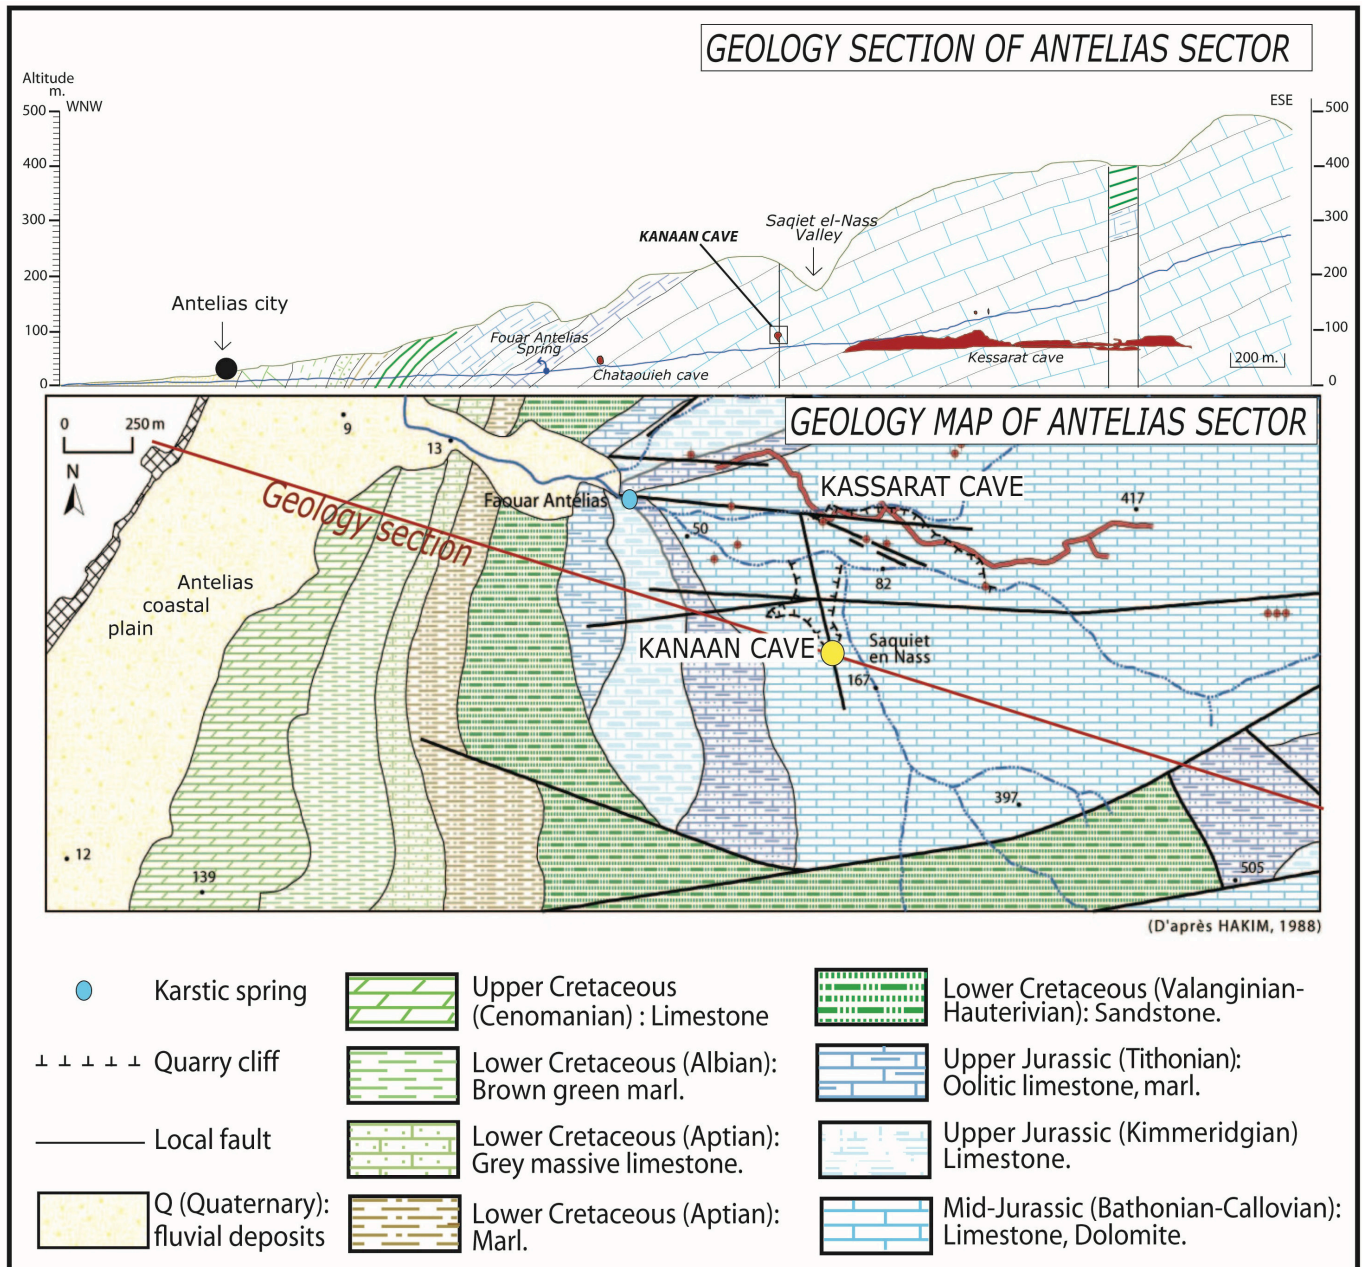 GEOLOGY SECTION OF ANTELIAS SECTOR
Altitude
m.
WNW
ESE
500
400
300
200
100
0
500
400
300
200
100
0
Saqiet el-Nass
Valley
KANAAN CAVE
Antelias city
Fouar Antelias
Spring
Chataouieh cave
Kessarat cave
200 m.
GEOLOGY MAP OF ANTELIAS SECTOR
0
250 m
N
9
13
Geology section
Faouar Antélias
KASSARAT CAVE
417
50
82
Antelias
coastal
plain
KANAAN CAVE
Saquiet
en Nass
167
397
12
139
505
(D'après HAKIM, 1988)
Karstic spring
Quarry cliff
Local fault
Q (Quaternary):
fluvial deposits
Upper Cretaceous
(Cenomanian) : Limestone
Lower Cretaceous (Albian):
Brown green marl.
Lower Cretaceous (Aptian):
Grey massive limestone.
Lower Cretaceous (Aptian):
Marl.
Lower Cretaceous (Valanginian-
Hauterivian): Sandstone.
Upper Jurassic (Tithonian):
Oolitic limestone, marl.
Upper Jurassic (Kimmeridgian)
Limestone.
Mid-Jurassic (Bathonian-Callovian):
Limestone, Dolomite.